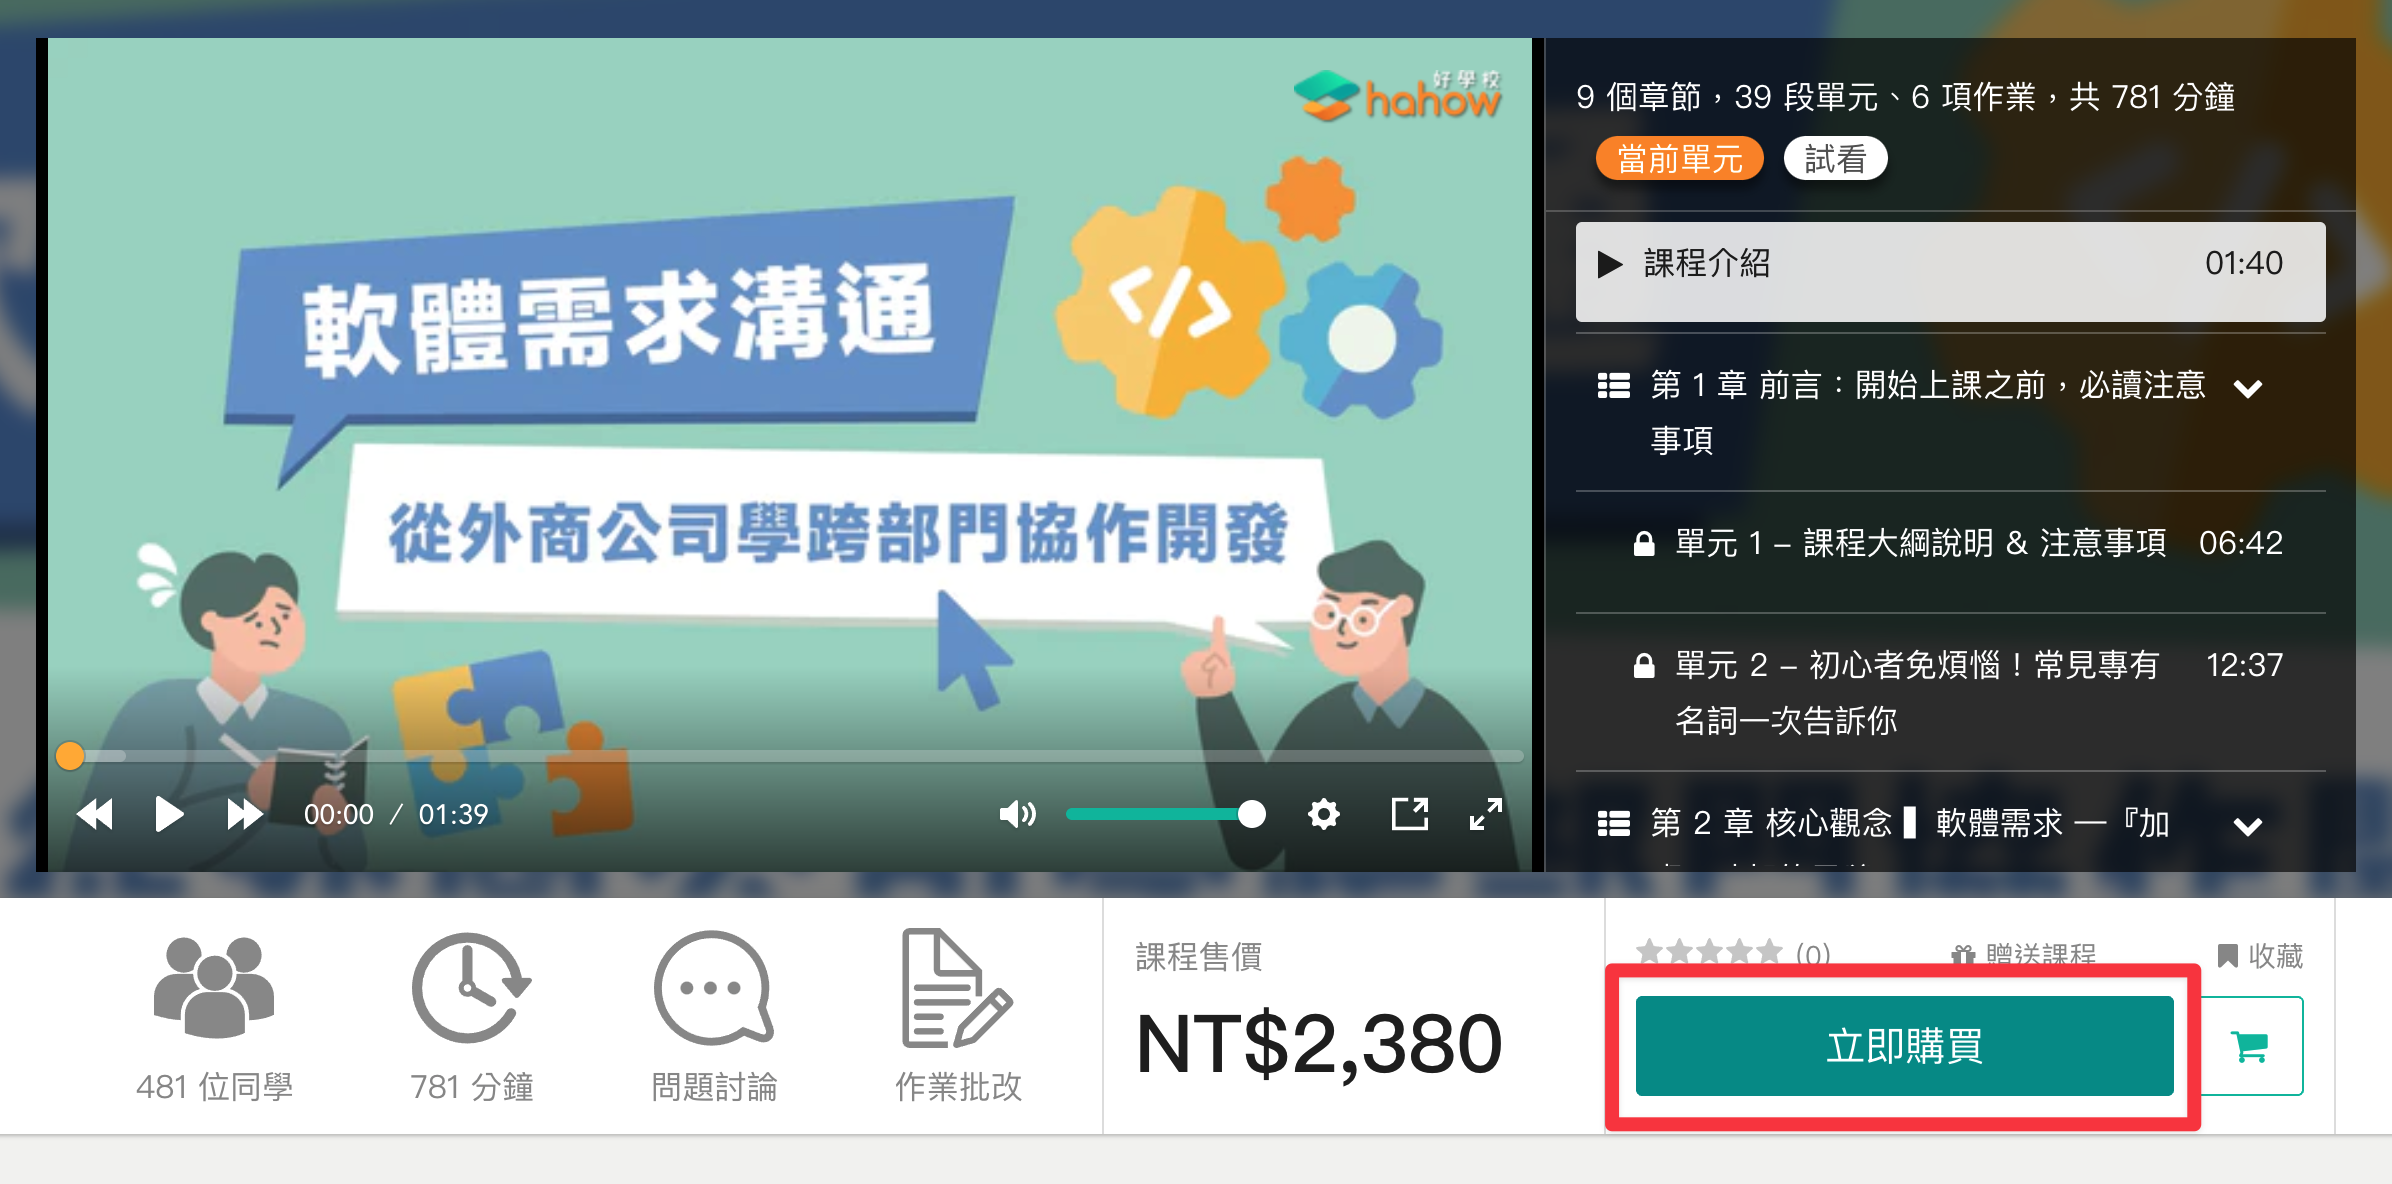 好學校
hahow
軟體需求溝通
從外商公司學跨部門協作開發
00:00 / 01:39
9 個章節，39 段單元、6 項作業，共 781 分鐘
當前單元 試看
課程介紹 01:40
第 1 章 前言：開始上課之前，必讀注意
事項
單元 1 – 課程大綱說明 & 注意事項 06:42
單元 2 – 初心者免煩惱！常見專有 12:37
名詞一次告訴你
第 2 章 核心觀念 ▌ 軟體需求 —『加
481 位同學
781 分鐘
問題討論
作業批改
課程售價
NT$2,380
(0) 贈送課程 收藏
立即購買